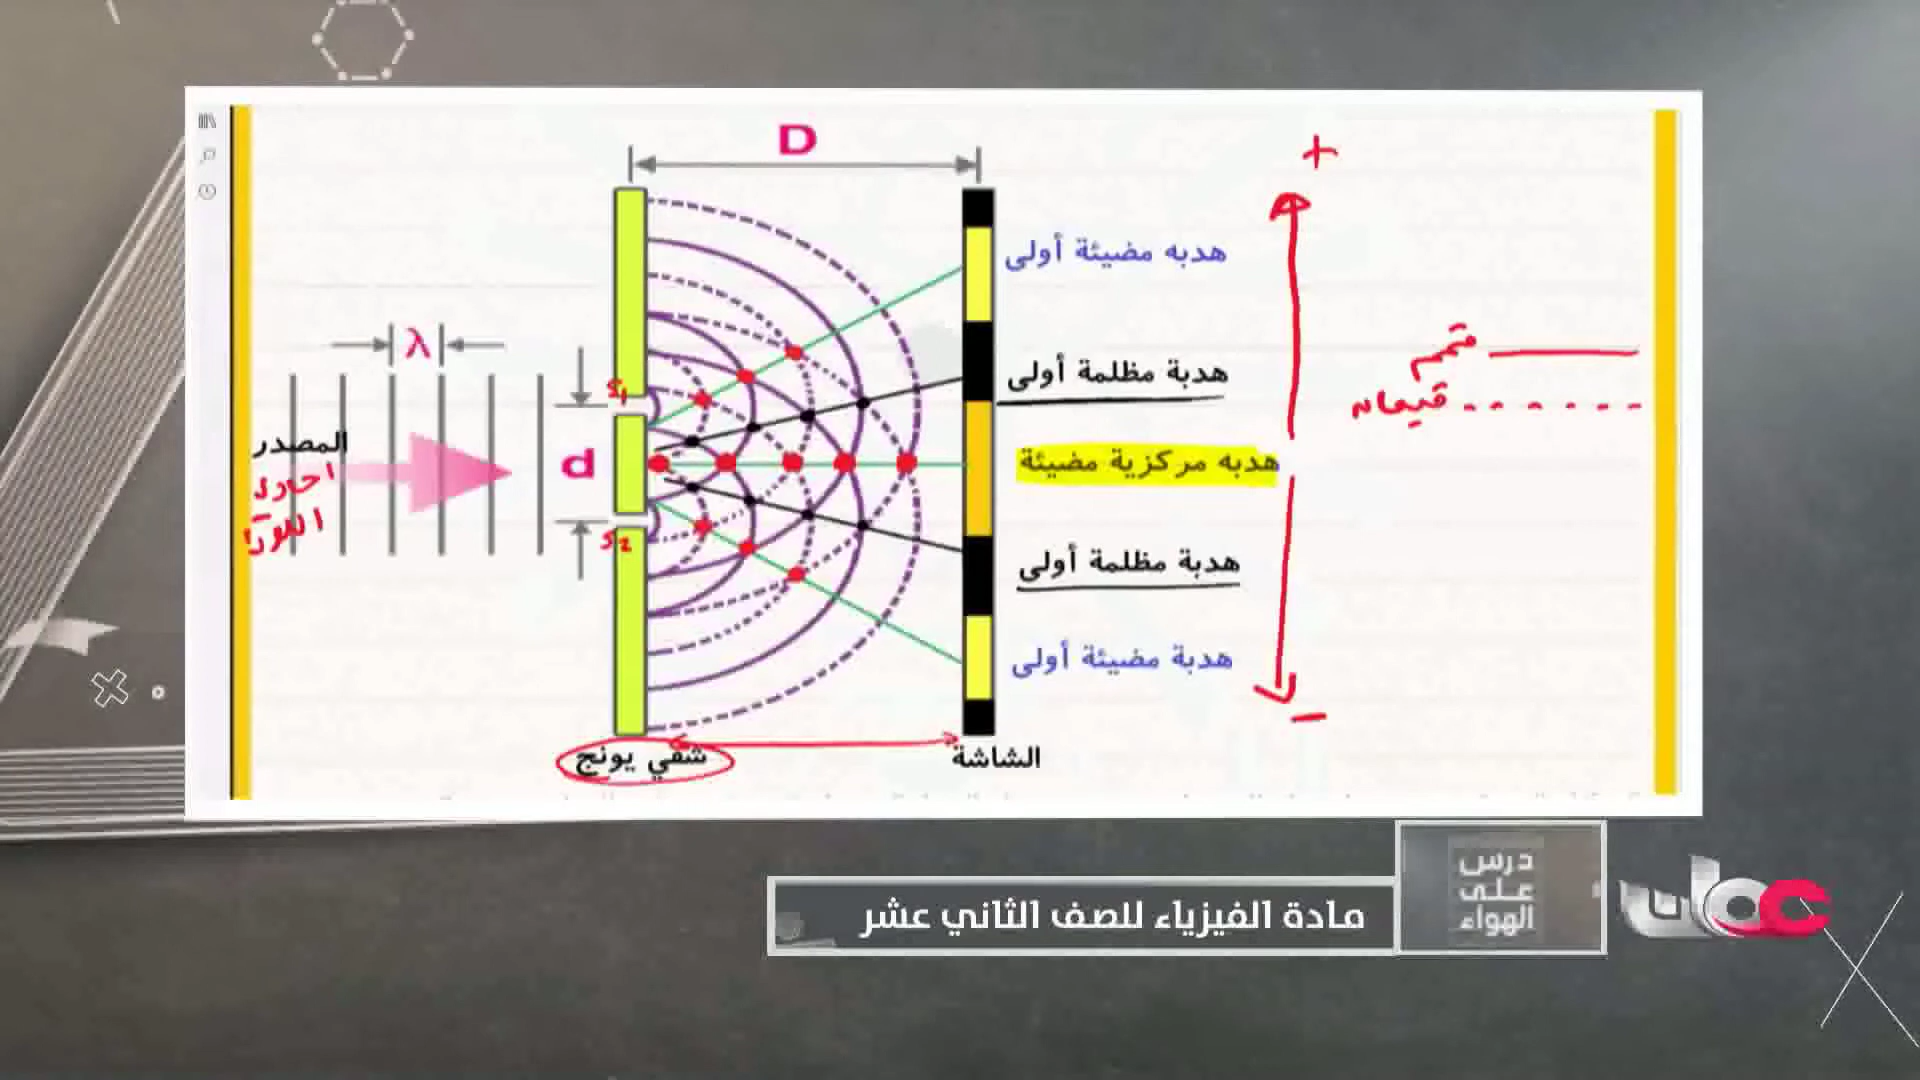 D
+
هدبه مضيئة أولى
λ
هدبة مظلمة أولى
قمم
قيعان
S1
المصدر
احادي
اللون
d
هدبه مركزية مضيئة
S2
هدبة مظلمة أولى
هدبة مضيئة أولى
-
شقي يونج
الشاشة
درس
على
الهواء
مادة الفيزياء للصف الثاني عشر